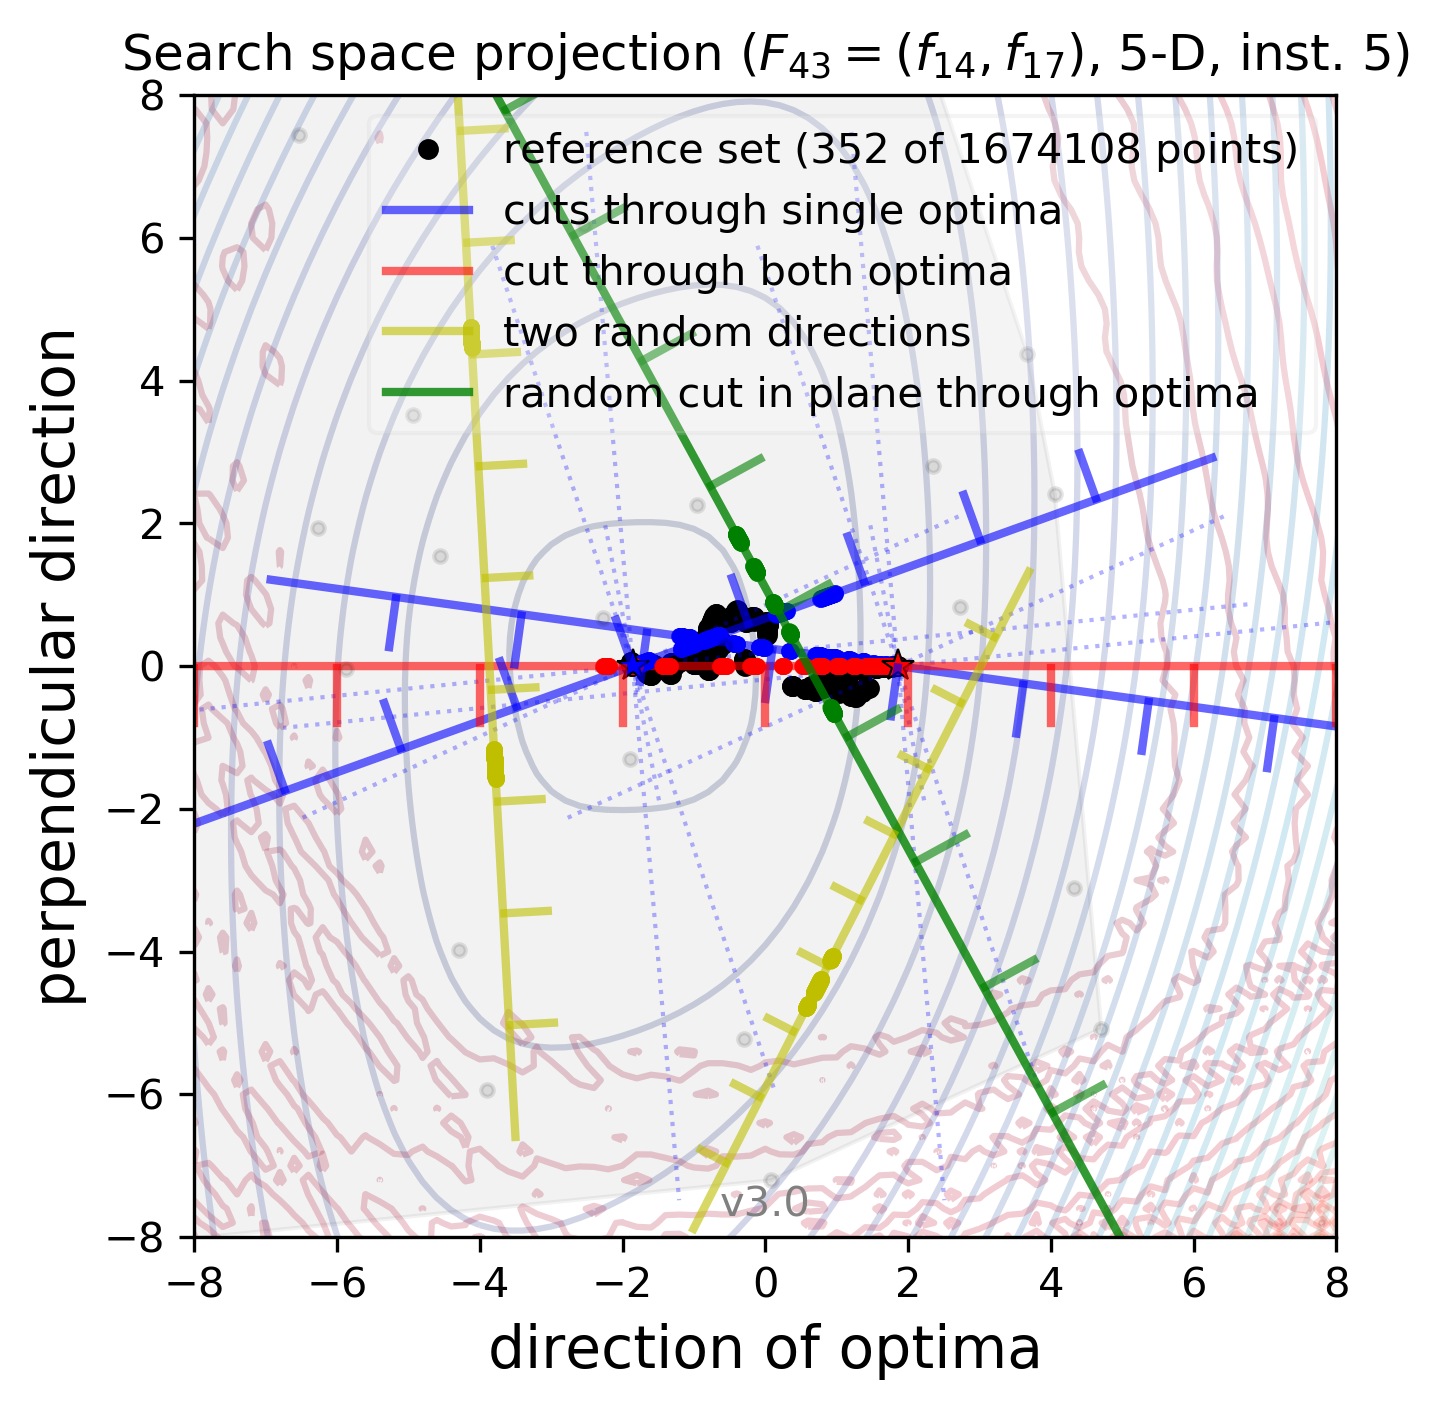 Search space projection (F₄₃ = (f₁₄, f₁₇), 5-D, inst. 5)
8
6
4
2
0
−2
−4
−6
−8
perpendicular direction
reference set (352 of 1674108 points)
cuts through single optima
cut through both optima
two random directions
random cut in plane through optima
v3.0
−8 −6 −4 −2 0 2 4 6 8
direction of optima